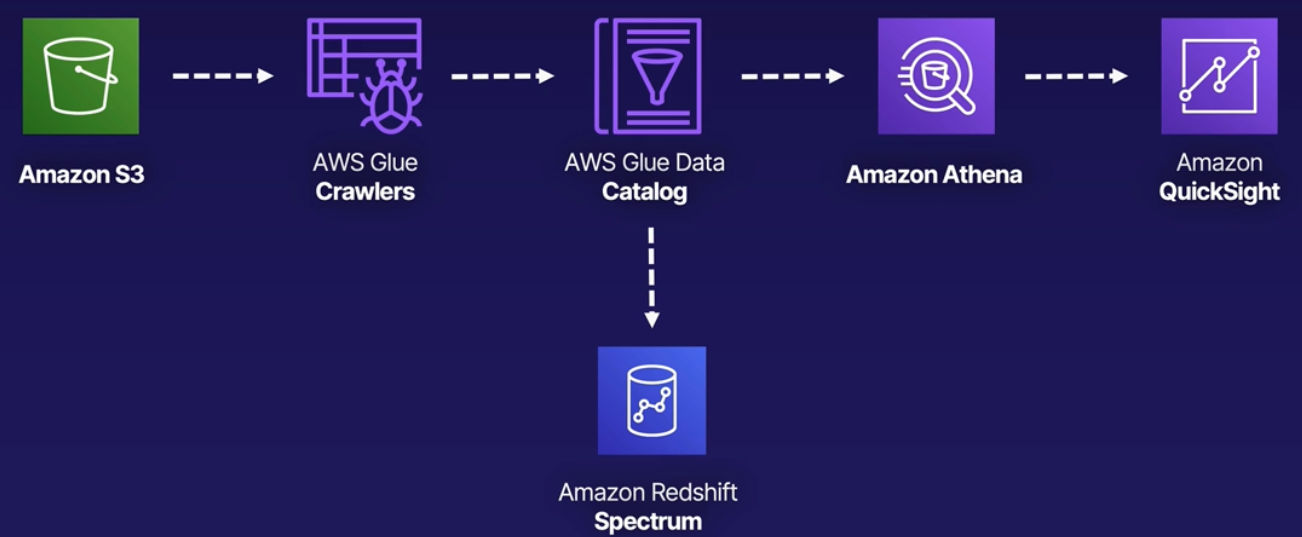 Amazon S3
AWS Glue
Crawlers
AWS Glue Data
Catalog
Amazon Athena
Amazon
QuickSight
Amazon Redshift
Spectrum